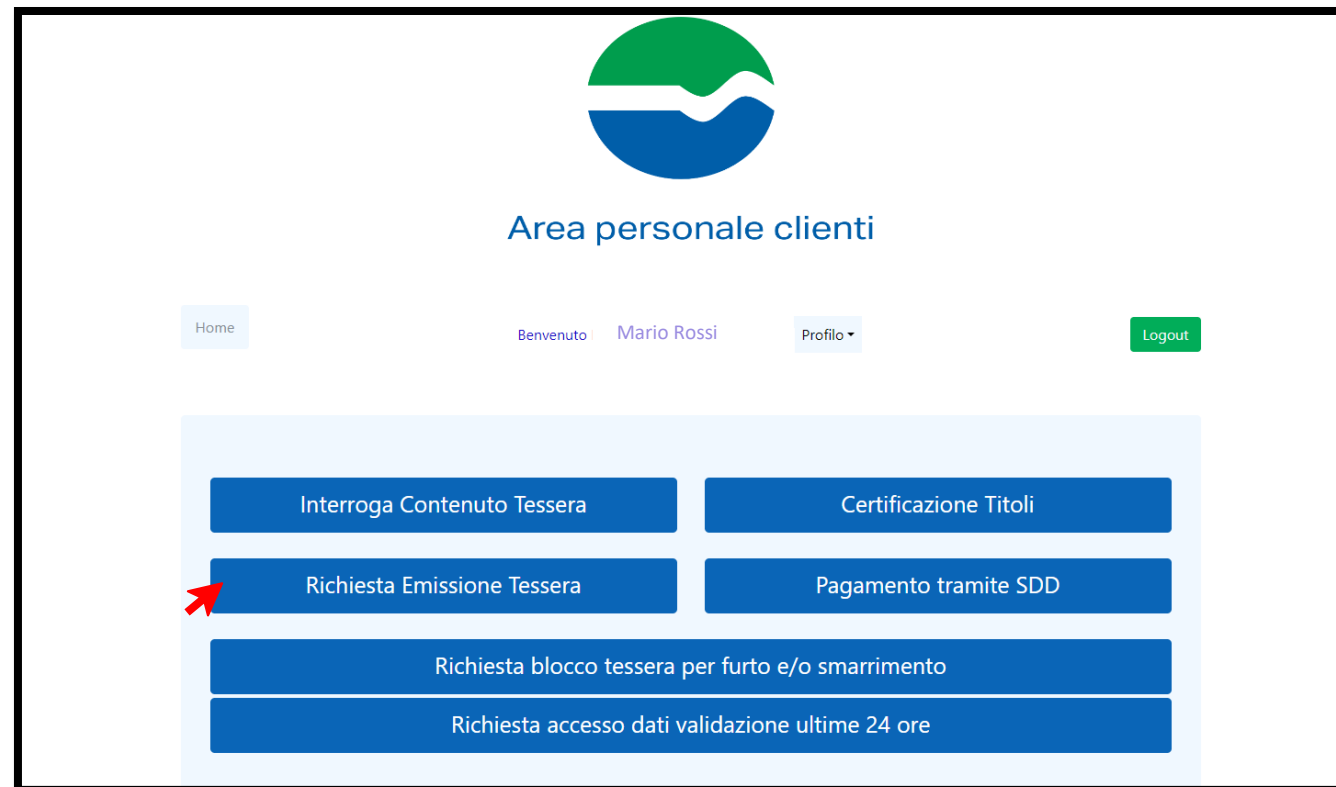 Area personale clienti
Home Benvenuto Mario Rossi Profilo Logout
Interroga Contenuto Tessera Certificazione Titoli
Richiesta Emissione Tessera Pagamento tramite SDD
Richiesta blocco tessera per furto e/o smarrimento
Richiesta accesso dati validazione ultime 24 ore